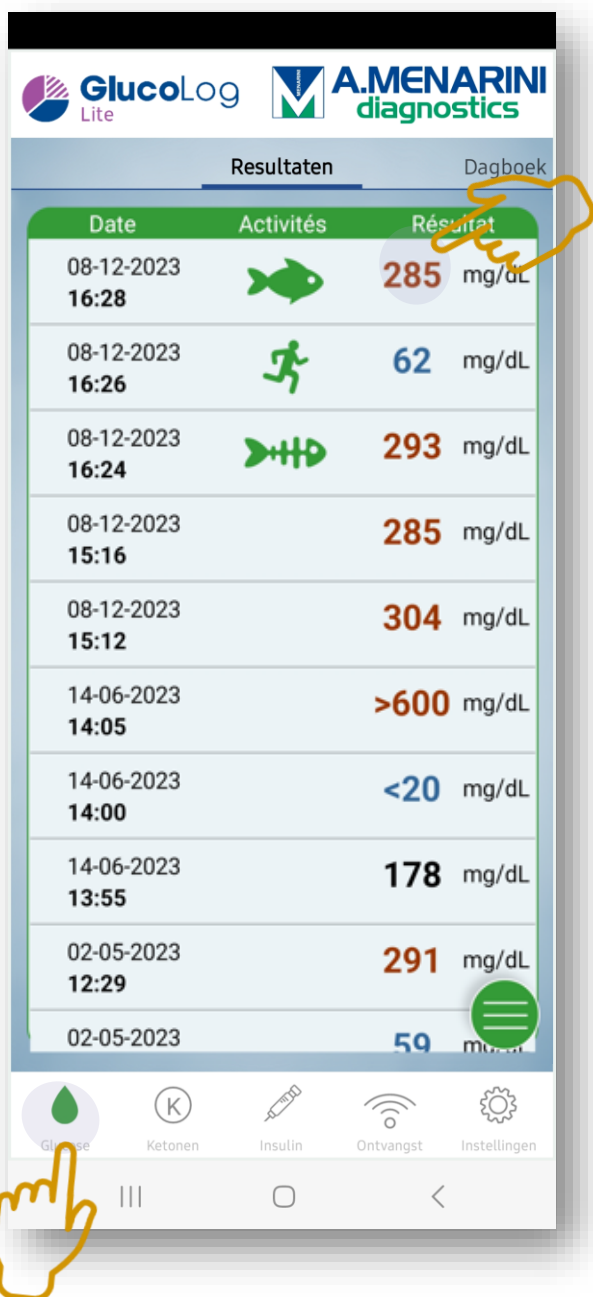 GlucoLog
Lite
MENARINI
A.MENARINI
diagnostics
Resultaten Dagboek
Date Activités Résultat
08-12-2023
16:28
285 mg/dL
08-12-2023
16:26
62 mg/dL
08-12-2023
16:24
293 mg/dL
08-12-2023
15:16
285 mg/dL
08-12-2023
15:12
304 mg/dL
14-06-2023
14:05
>600 mg/dL
14-06-2023
14:00
<20 mg/dL
14-06-2023
13:55
178 mg/dL
02-05-2023
12:29
291 mg/dL
02-05-2023
59
K
Glucose Ketonen Insulin Ontvangst Instellingen